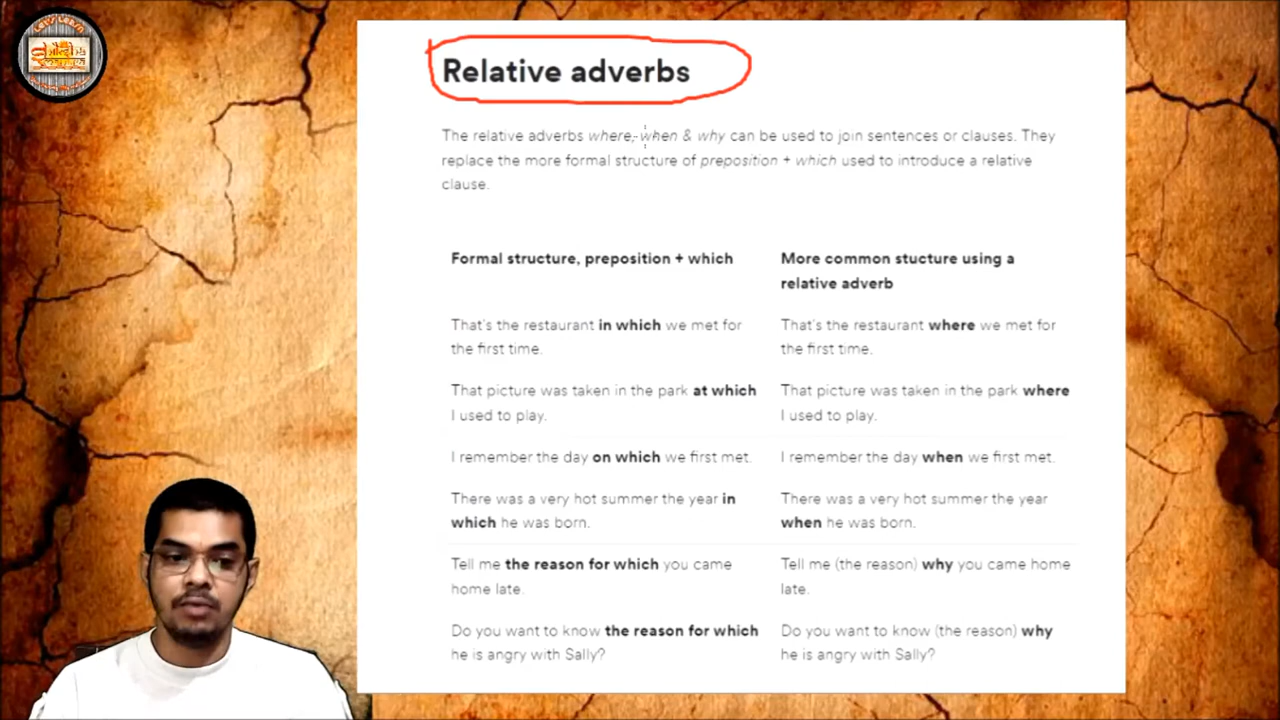 Let's Learn
Relative adverbs
The relative adverbs where, when & why can be used to join sentences or clauses. They
replace the more formal structure of preposition + which used to introduce a relative
clause.
Formal structure, preposition + which
More common stucture using a
relative adverb
That's the restaurant in which we met for
the first time.
That's the restaurant where we met for
the first time.
That picture was taken in the park at which
I used to play.
That picture was taken in the park where
I used to play.
I remember the day on which we first met.
I remember the day when we first met.
There was a very hot summer the year in
which he was born.
There was a very hot summer the year
when he was born.
Tell me the reason for which you came
home late.
Tell me (the reason) why you came home
late.
Do you want to know the reason for which
he is angry with Sally?
Do you want to know (the reason) why
he is angry with Sally?